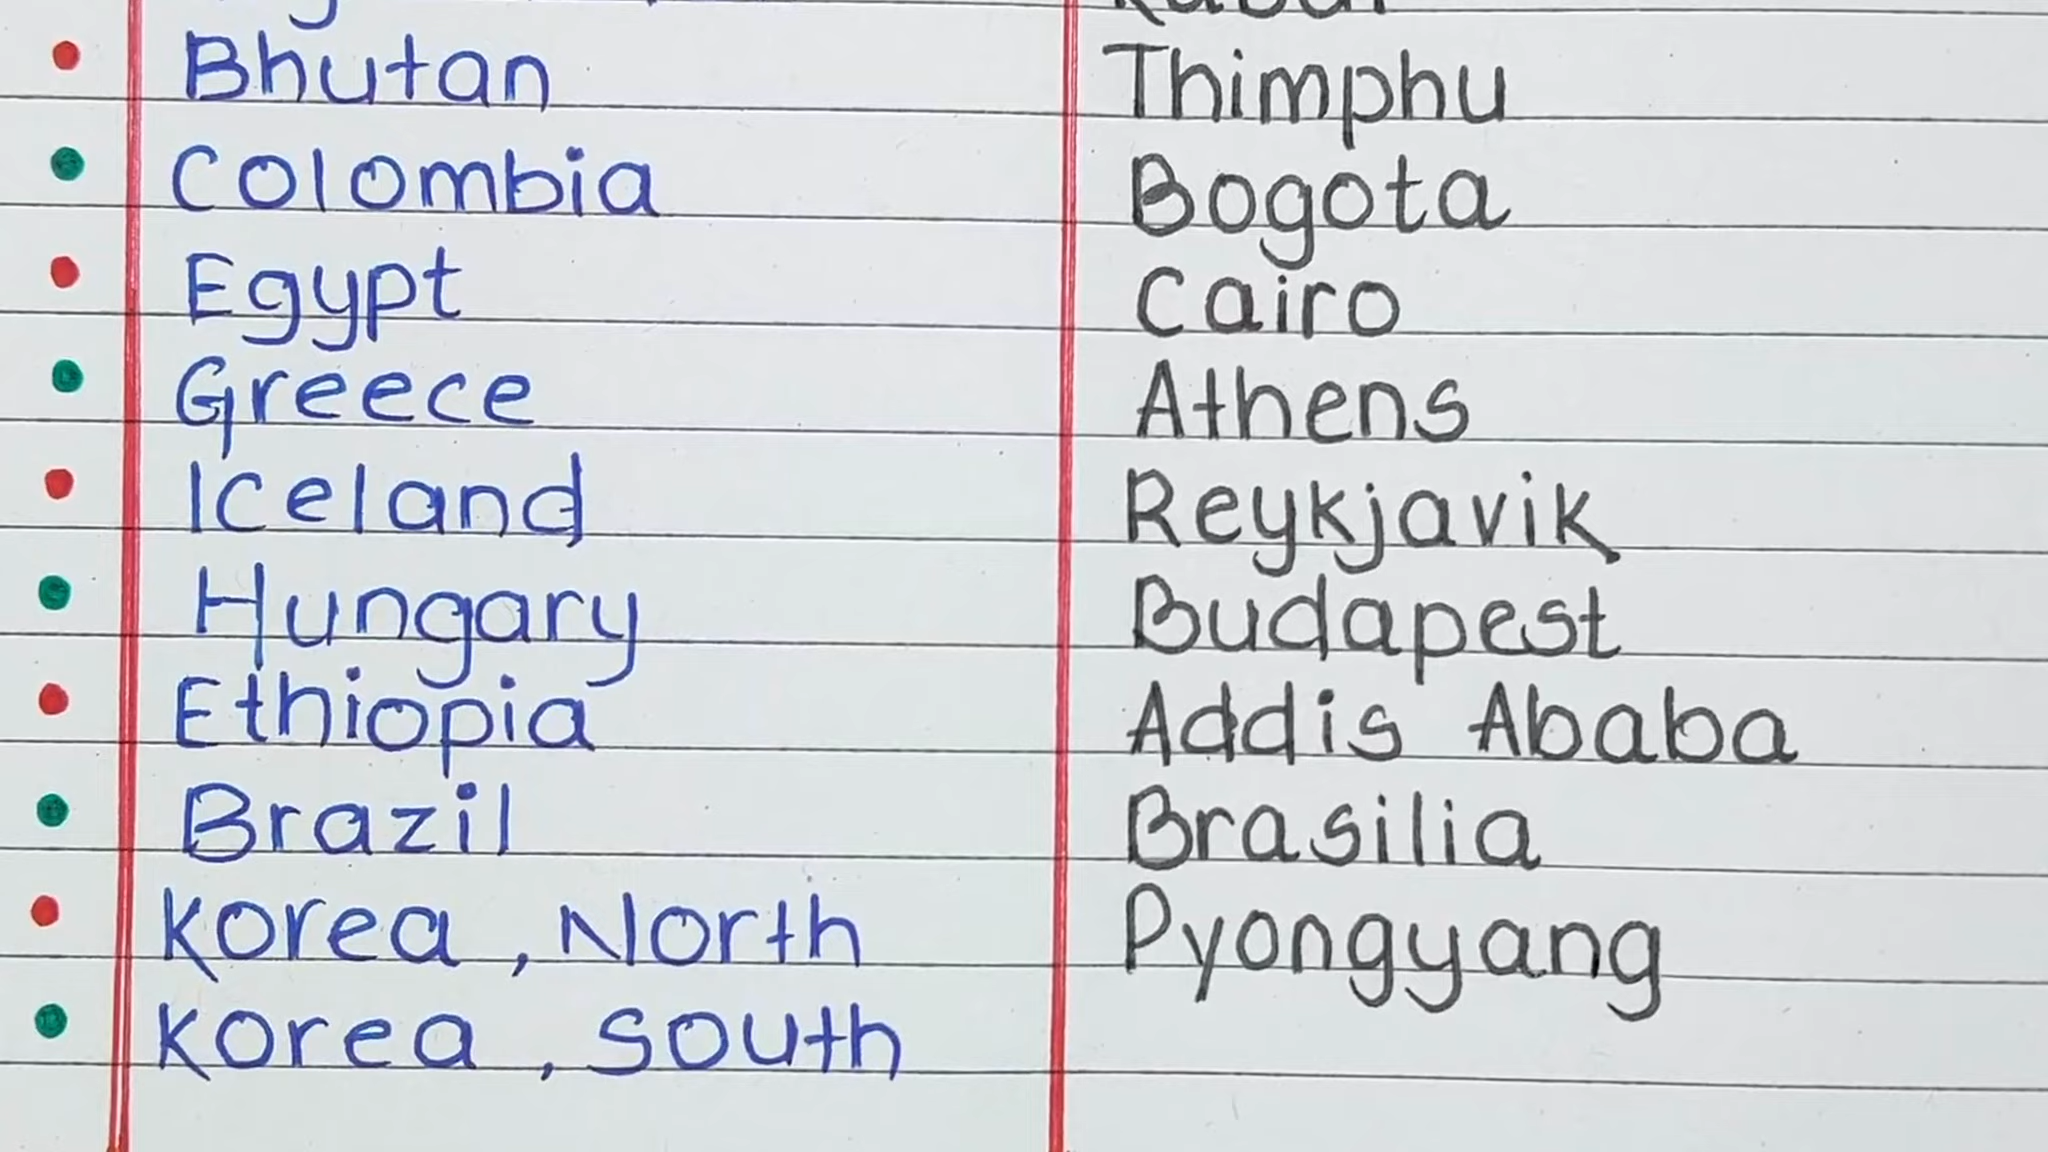 Bhutan Thimphu
Colombia Bogota
Egypt Cairo
Greece Athens
Iceland Reykjavik
Hungary Budapest
Ethiopia Addis Ababa
Brazil Brasilia
Korea , North Pyongyang
Korea , South